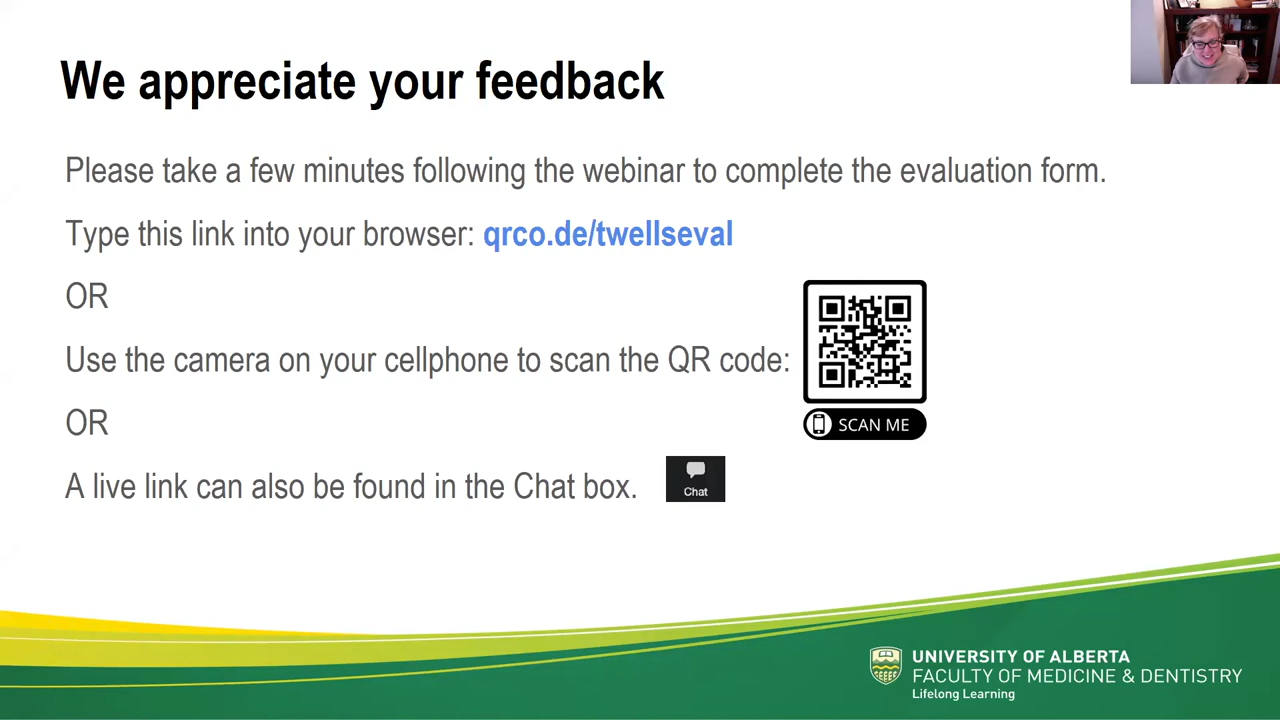 We appreciate your feedback
Please take a few minutes following the webinar to complete the evaluation form.
Type this link into your browser: qrco.de/twellseval
OR
Use the camera on your cellphone to scan the QR code:
SCAN ME
OR
A live link can also be found in the Chat box.
Chat
UNIVERSITY OF ALBERTA
FACULTY OF MEDICINE & DENTISTRY
Lifelong Learning